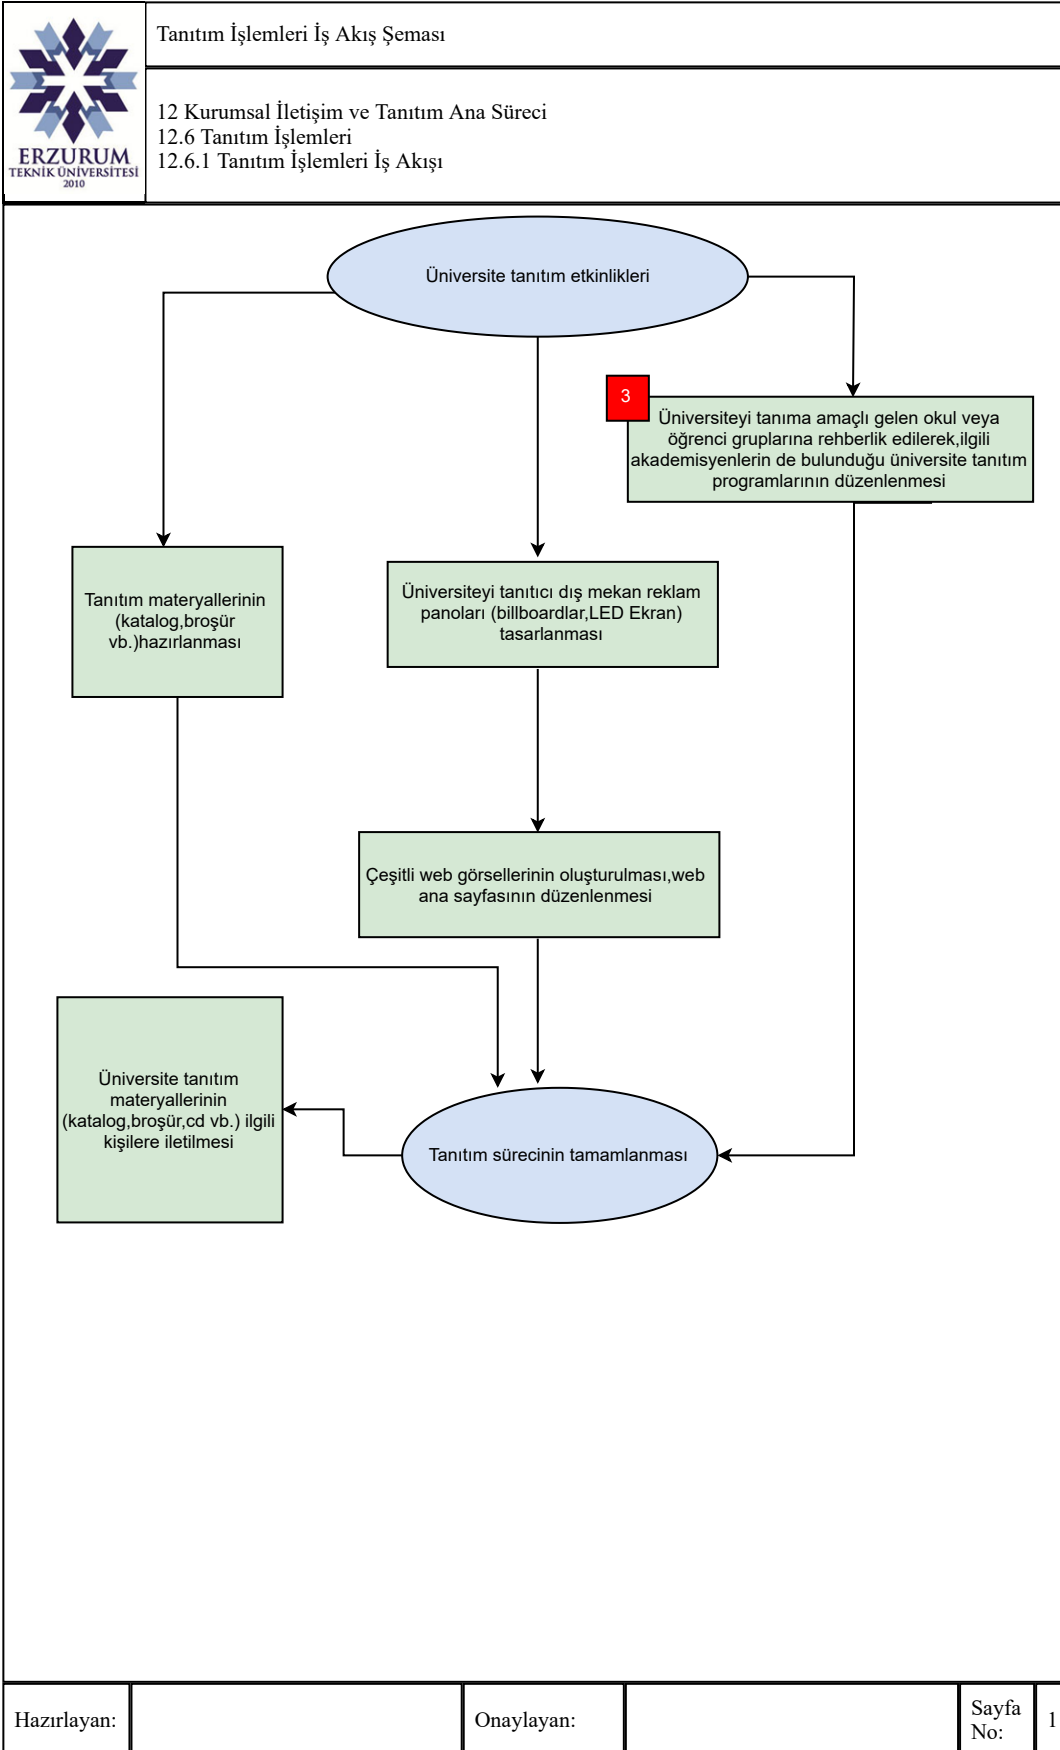 Tanıtım İşlemleri İş Akış Şeması
ERZURUM
TEKNİK ÜNİVERSİTESİ
2010
12 Kurumsal İletişim ve Tanıtım Ana Süreci
12.6 Tanıtım İşlemleri
12.6.1 Tanıtım İşlemleri İş Akışı
Üniversite tanıtım etkinlikleri
3
Üniversiteyi tanıma amaçlı gelen okul veya
öğrenci gruplarına rehberlik edilerek,ilgili
akademisyenlerin de bulunduğu üniversite tanıtım
programlarının düzenlenmesi
Tanıtım materyallerinin
(katalog,broşür
vb.)hazırlanması
Üniversiteyi tanıtıcı dış mekan reklam
panoları (billboardlar,LED Ekran)
tasarlanması
Çeşitli web görsellerinin oluşturulması,web
ana sayfasının düzenlenmesi
Üniversite tanıtım
materyallerinin
(katalog,broşür,cd vb.) ilgili
kişilere iletilmesi
Tanıtım sürecinin tamamlanması
Hazırlayan:
Onaylayan:
Sayfa
No:
1